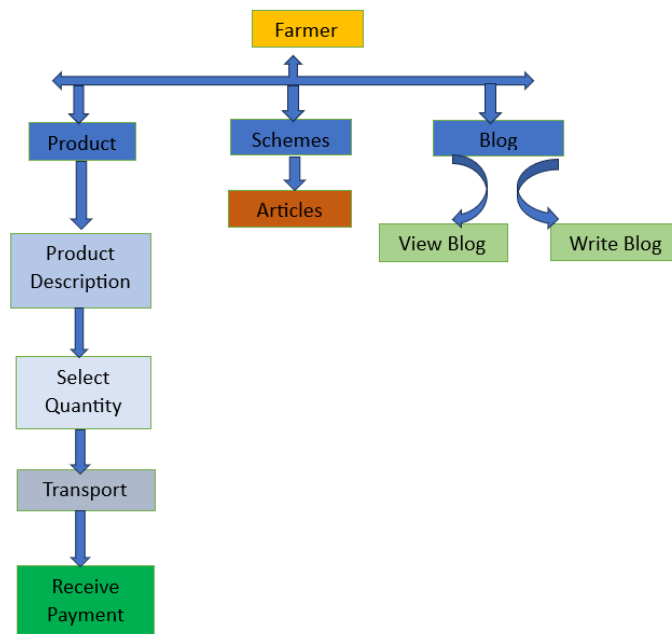 Farmer
Product
Schemes
Blog
Articles
View Blog
Write Blog
Product
Description
Select
Quantity
Transport
Receive
Payment